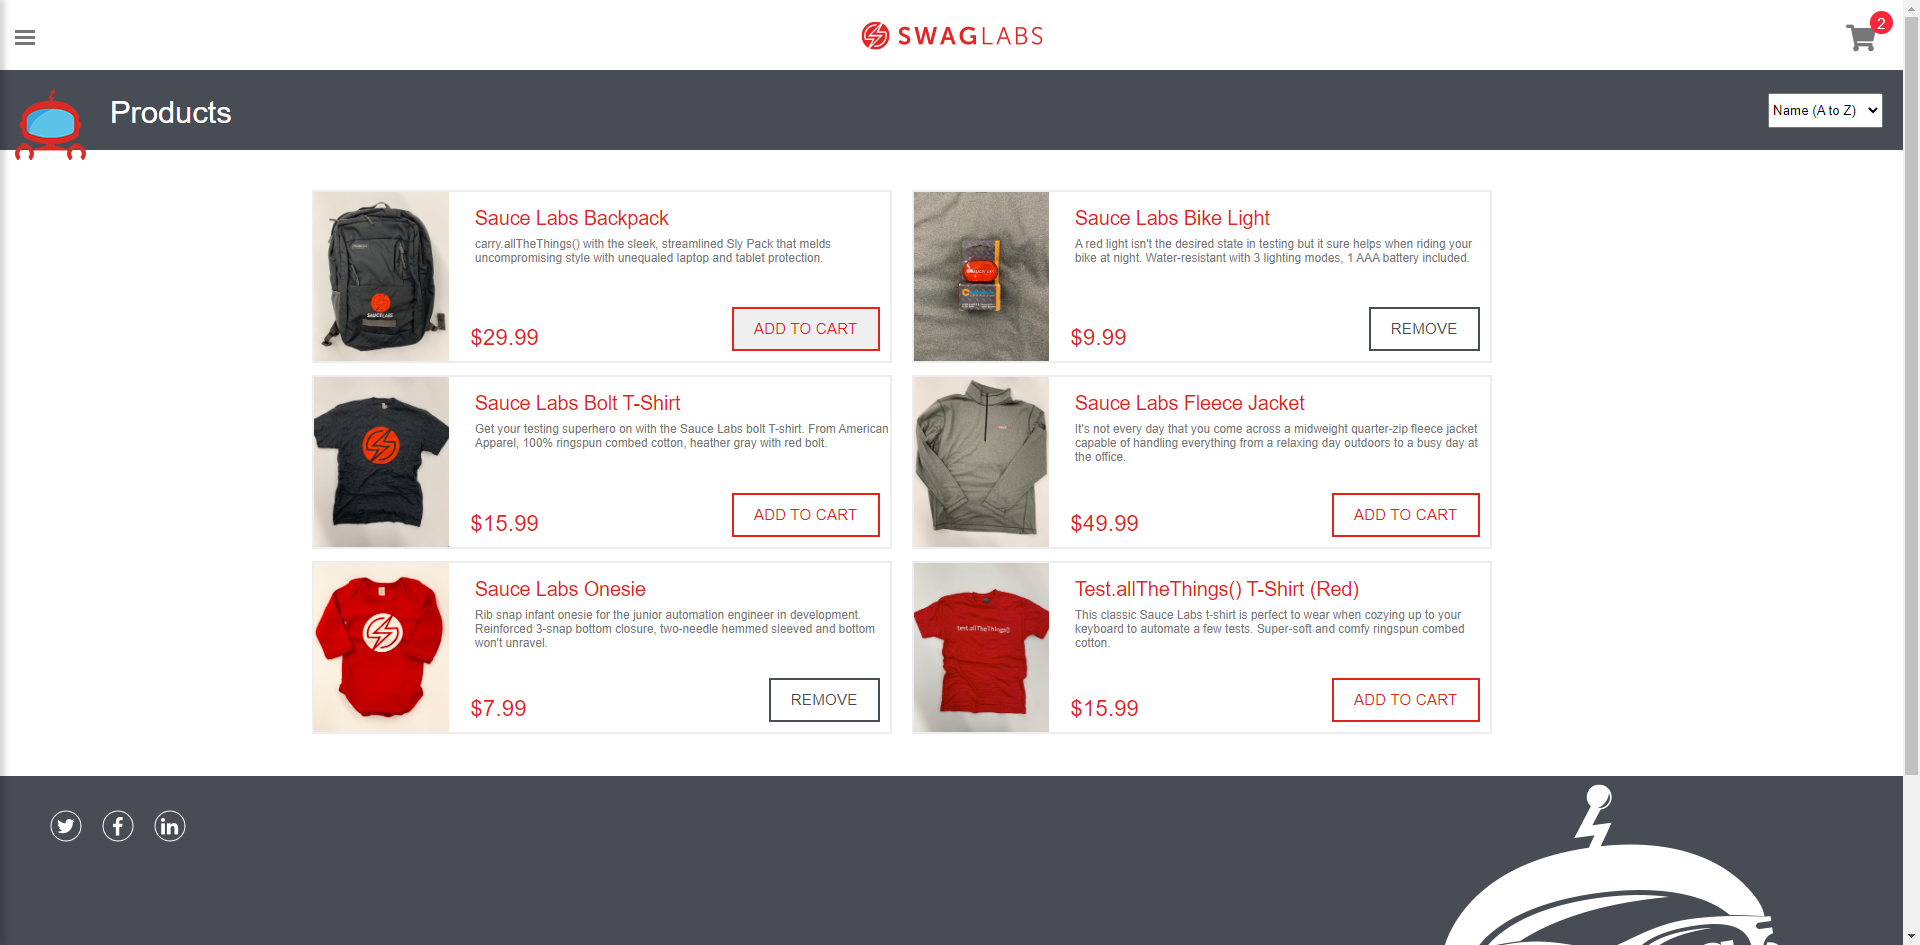 SWAGLABS
2
Products
Name (A to Z)
Sauce Labs Backpack
carry.allTheThings() with the sleek, streamlined Sly Pack that melds
uncompromising style with unequaled laptop and tablet protection.
$29.99
ADD TO CART
SAUCELABS
Sauce Labs Bike Light
A red light isn't the desired state in testing but it sure helps when riding your
bike at night. Water-resistant with 3 lighting modes, 1 AAA battery included.
$9.99
REMOVE
Sauce Labs Bolt T-Shirt
Get your testing superhero on with the Sauce Labs bolt T-shirt. From American
Apparel, 100% ringspun combed cotton, heather gray with red bolt.
$15.99
ADD TO CART
Sauce Labs Fleece Jacket
It's not every day that you come across a midweight quarter-zip fleece jacket
capable of handling everything from a relaxing day outdoors to a busy day at
the office.
$49.99
ADD TO CART
Sauce Labs Onesie
Rib snap infant onesie for the junior automation engineer in development.
Reinforced 3-snap bottom closure, two-needle hemmed sleeved and bottom
won't unravel.
$7.99
REMOVE
test.allTheThings()
Test.allTheThings() T-Shirt (Red)
This classic Sauce Labs t-shirt is perfect to wear when cozying up to your
keyboard to automate a few tests. Super-soft and comfy ringspun combed
cotton.
$15.99
ADD TO CART